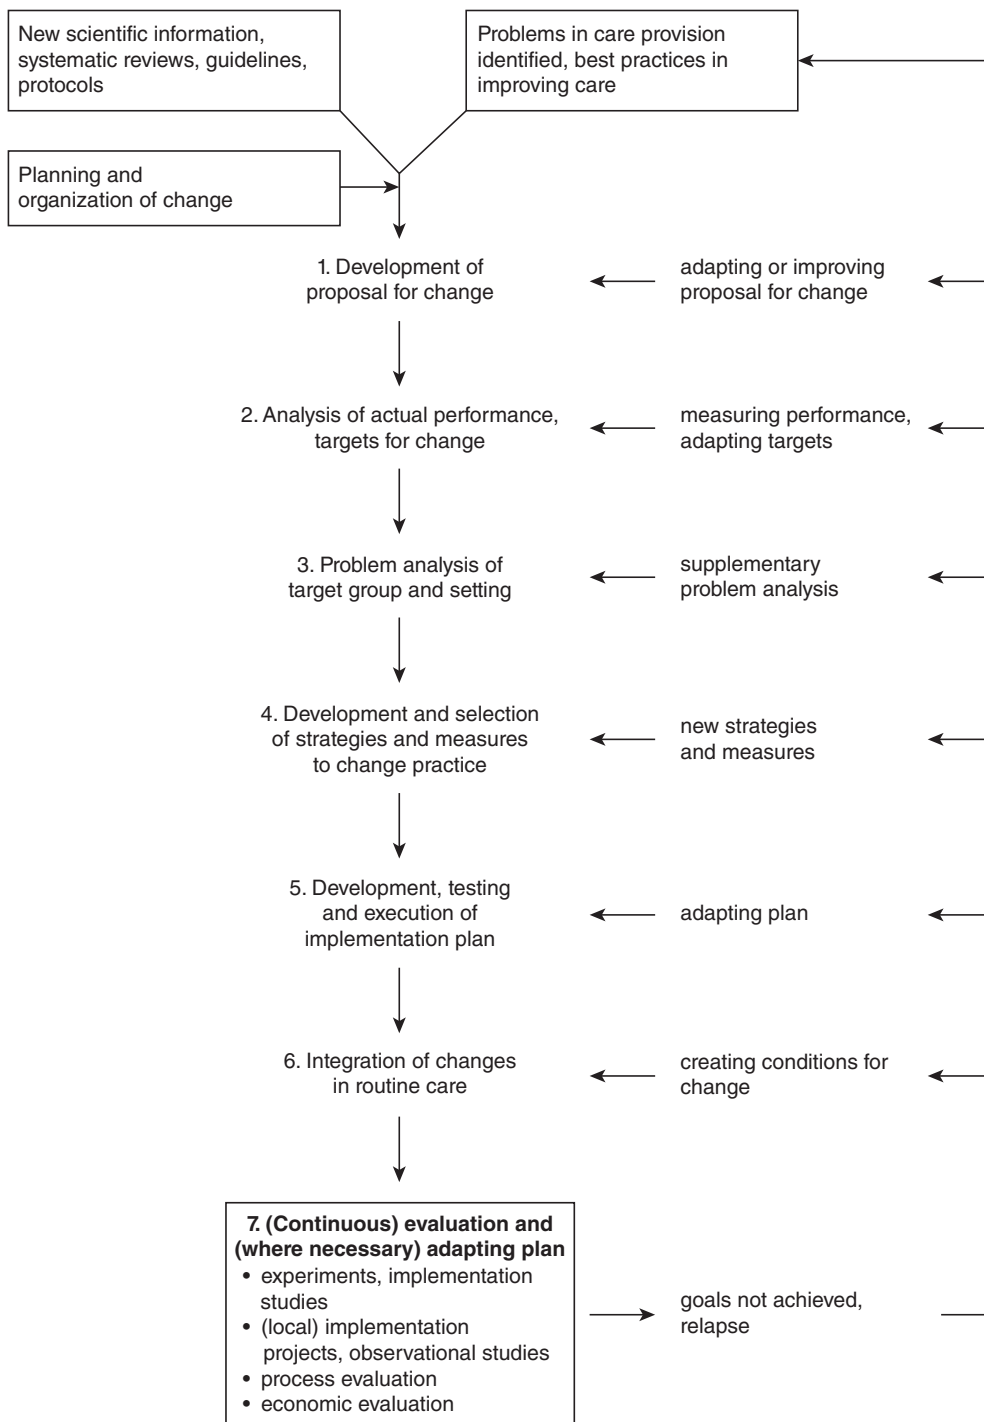 New scientific information,
systematic reviews, guidelines,
protocols
Problems in care provision
identified, best practices in
improving care
Planning and
organization of change
1. Development of
proposal for change
adapting or improving
proposal for change
2. Analysis of actual performance,
targets for change
measuring performance,
adapting targets
3. Problem analysis of
target group and setting
supplementary
problem analysis
4. Development and selection
of strategies and measures
to change practice
new strategies
and measures
5. Development, testing
and execution of
implementation plan
adapting plan
6. Integration of changes
in routine care
creating conditions for
change
7. (Continuous) evaluation and
(where necessary) adapting plan
• experiments, implementation
studies
• (local) implementation
projects, observational studies
• process evaluation
• economic evaluation
goals not achieved,
relapse